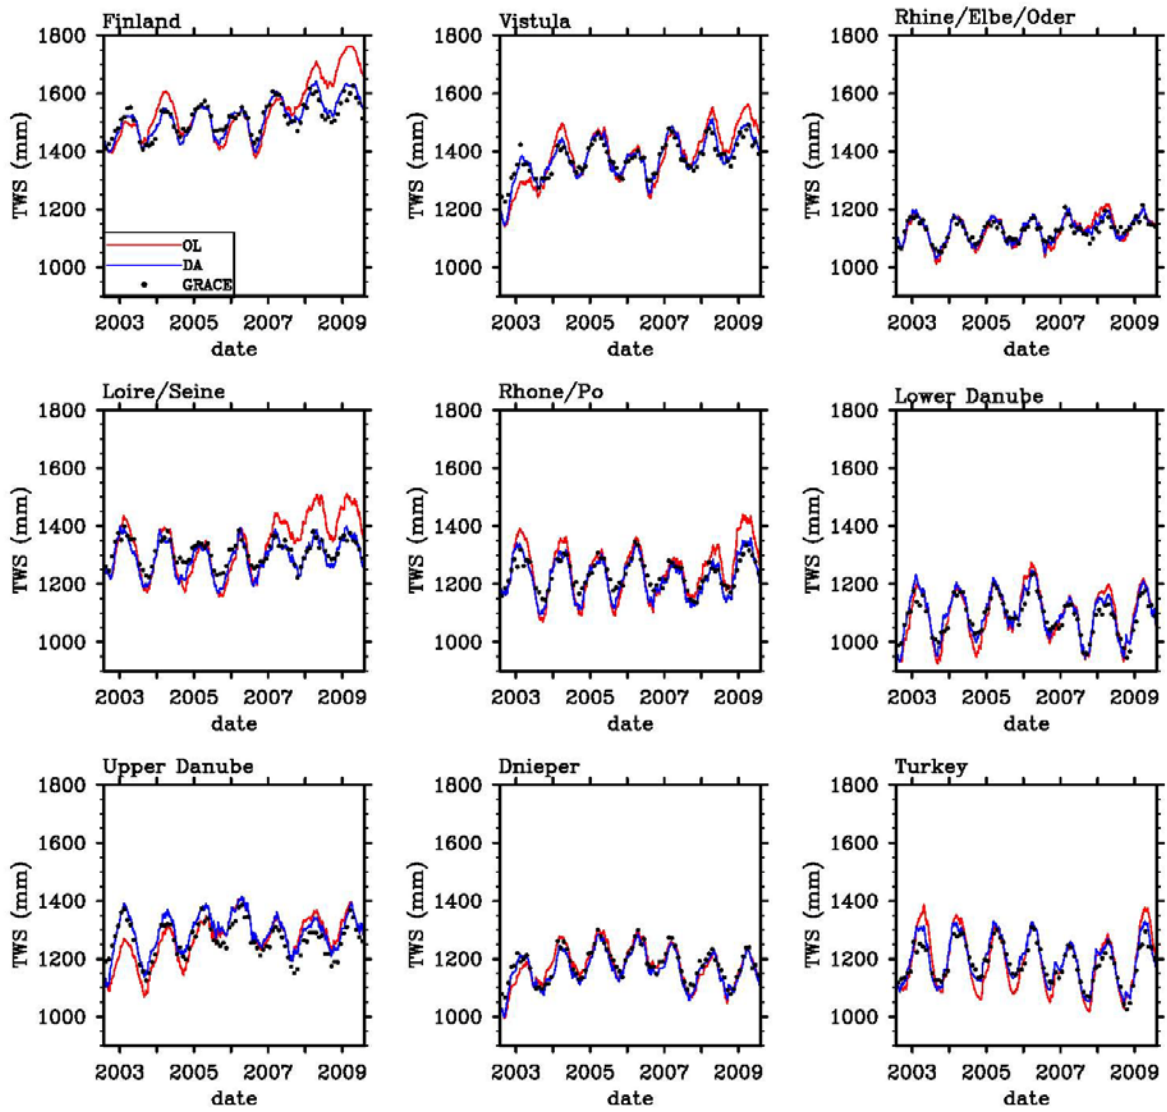 Finland
Vistula
Rhine/Elbe/Oder
1800
1600
1400
1200
1000
TWS (mm)
OL
DA
GRACE
2003 2005 2007 2009
date
1800
1600
1400
1200
1000
TWS (mm)
2003 2005 2007 2009
date
1800
1600
1400
1200
1000
TWS (mm)
2003 2005 2007 2009
date
Loire/Seine
Rhone/Po
Lower Danube
1800
1600
1400
1200
1000
TWS (mm)
2003 2005 2007 2009
date
1800
1600
1400
1200
1000
TWS (mm)
2003 2005 2007 2009
date
1800
1600
1400
1200
1000
TWS (mm)
2003 2005 2007 2009
date
Upper Danube
Dnieper
Turkey
1800
1600
1400
1200
1000
TWS (mm)
2003 2005 2007 2009
date
1800
1600
1400
1200
1000
TWS (mm)
2003 2005 2007 2009
date
1800
1600
1400
1200
1000
TWS (mm)
2003 2005 2007 2009
date